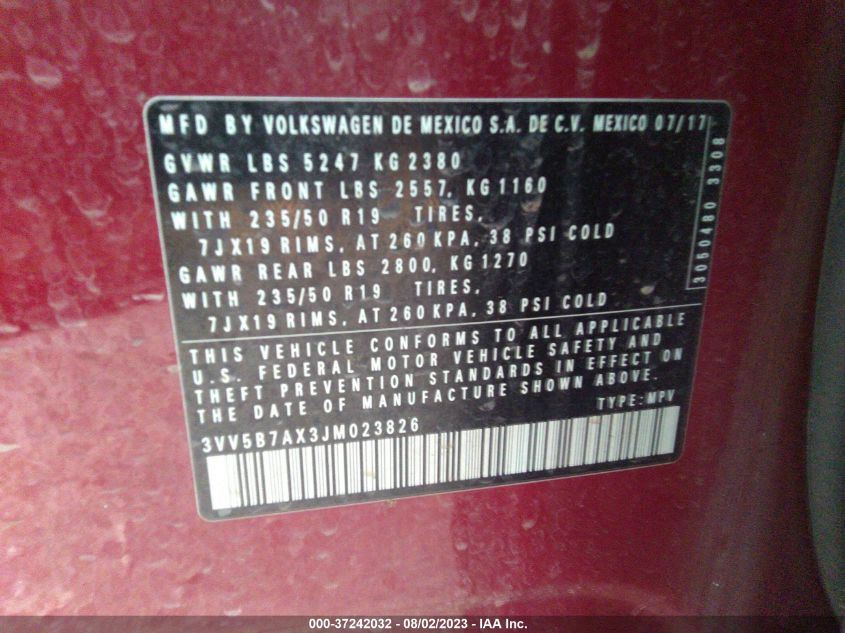 MFD BY VOLKSWAGEN DE MEXICO S.A. DE C.V. MEXICO 07/17
GVWR LBS 5247 KG 2380
GAWR FRONT LBS 2557, KG 1160
WITH 235/50 R19 TIRES,
7JX19 RIMS, AT 260 KPA, 38 PSI COLD
GAWR REAR LBS 2800, KG 1270
WITH 235/50 R19 TIRES,
7JX19 RIMS, AT 260 KPA, 38 PSI COLD
3050480 3308
THIS VEHICLE CONFORMS TO ALL APPLICABLE
U.S. FEDERAL MOTOR VEHICLE SAFETY AND
THEFT PREVENTION STANDARDS IN EFFECT ON
THE DATE OF MANUFACTURE SHOWN ABOVE.
TYPE: MPV
3VV5B7AX3JM023826
000-37242032 - 08/02/2023 - IAA Inc.